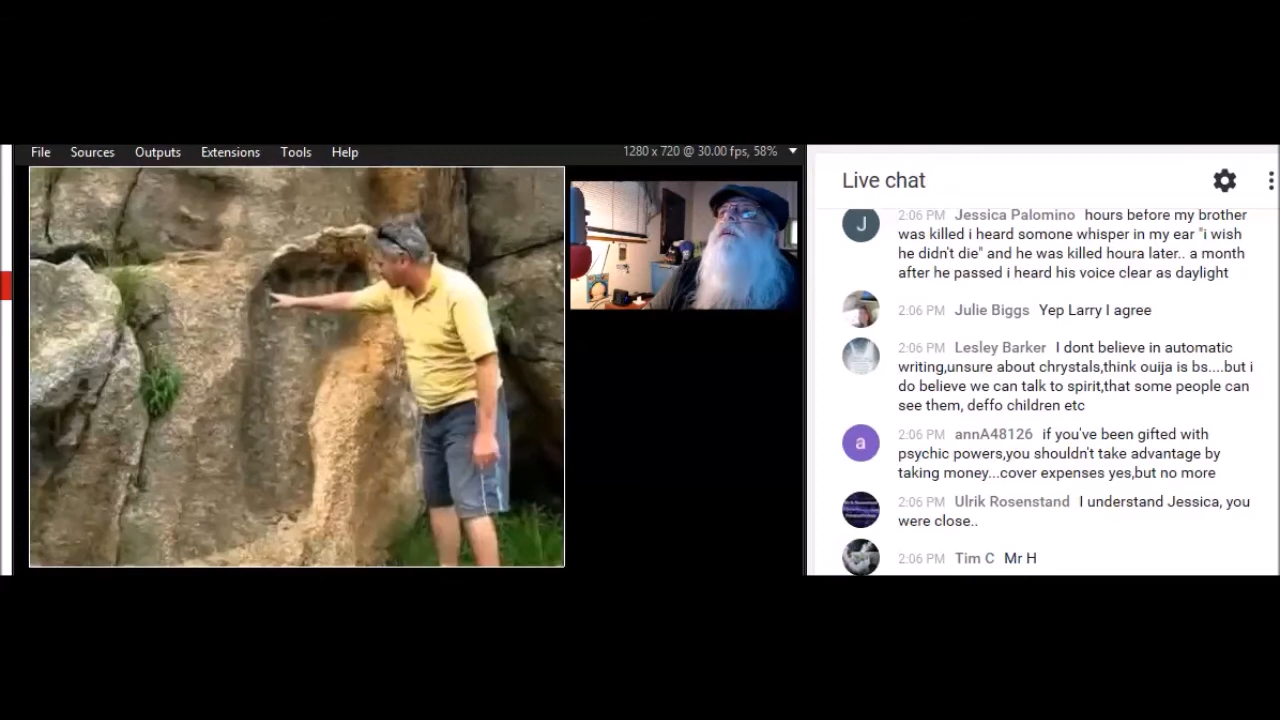 File Sources Outputs Extensions Tools Help 1280 x 720 @ 30.00 fps, 58%
Live chat
J 2:06 PM Jessica Palomino hours before my brother
was killed i heard somone whisper in my ear "i wish
he didn't die" and he was killed houra later.. a month
after he passed i heard his voice clear as daylight
2:06 PM Julie Biggs Yep Larry I agree
2:06 PM Lesley Barker I dont believe in automatic
writing,unsure about chrystals,think ouija is bs....but i
do believe we can talk to spirit,that some people can
see them, deffo children etc
a 2:06 PM annA48126 if you've been gifted with
psychic powers,you shouldn't take advantage by
taking money...cover expenses yes,but no more
2:06 PM Ulrik Rosenstand I understand Jessica, you
were close..
2:06 PM Tim C Mr H